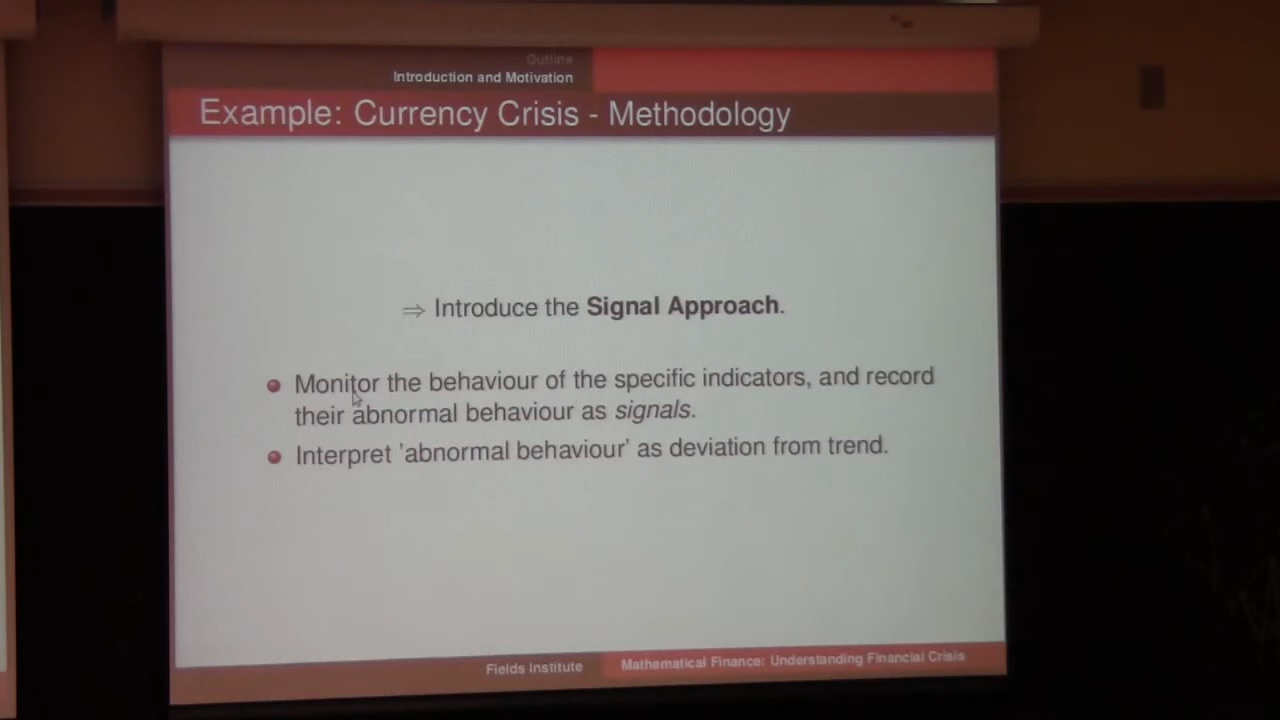 Outline
Introduction and Motivation
Example: Currency Crisis - Methodology
⇒ Introduce the Signal Approach.
Monitor the behaviour of the specific indicators, and record
their abnormal behaviour as signals.
Interpret 'abnormal behaviour' as deviation from trend.
Fields Institute Mathematical Finance: Understanding Financial Crisis